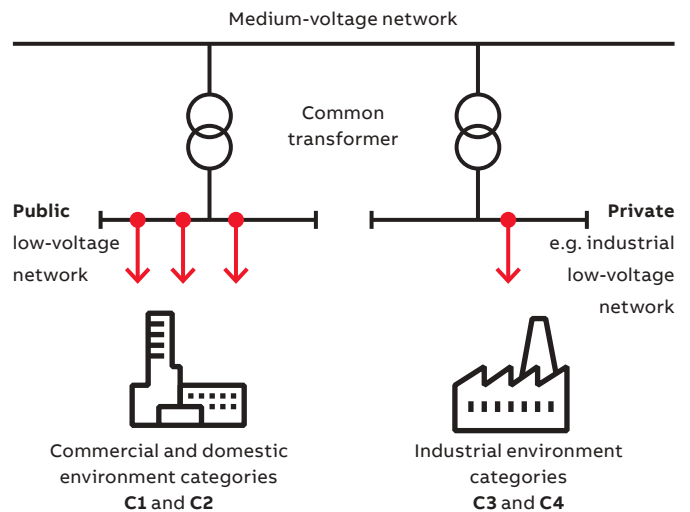 Medium-voltage network
Common
transformer
Public
low-voltage
network
Private
e.g. industrial
low-voltage
network
Commercial and domestic
environment categories
C1 and C2
Industrial environment
categories
C3 and C4